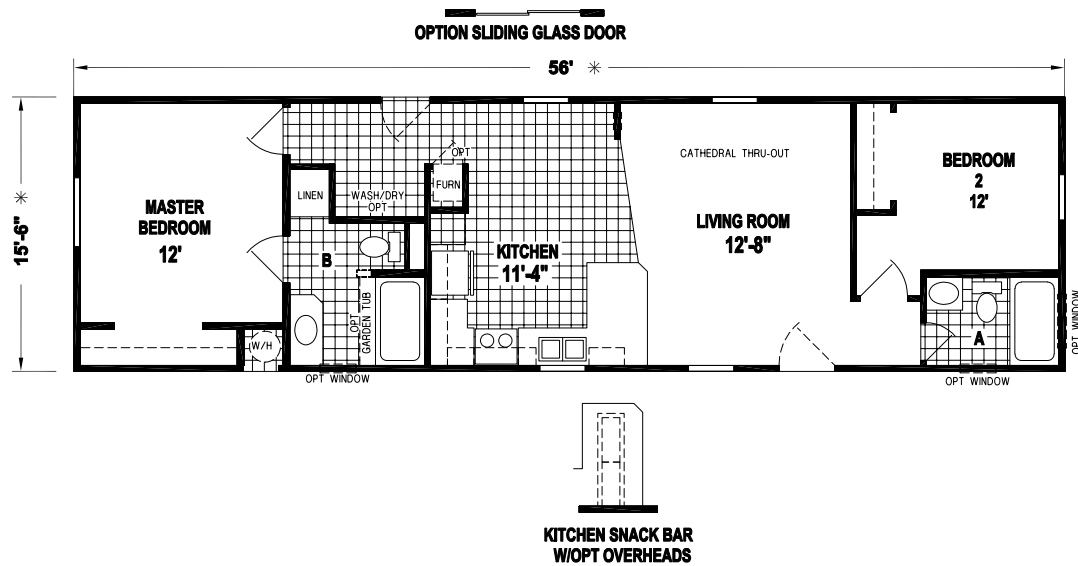 OPTION SLIDING GLASS DOOR
56' ✳
15'-6" ✳
MASTER
BEDROOM
12'
LINEN
WASH/DRY
OPT
OPT
FURN
B
OPT
GARDEN TUB
W/H
OPT WINDOW
KITCHEN
11'-4"
CATHEDRAL THRU-OUT
LIVING ROOM
12'-8"
BEDROOM
2
12'
A
OPT WINDOW
OPT WINDOW
KITCHEN SNACK BAR
W/OPT OVERHEADS